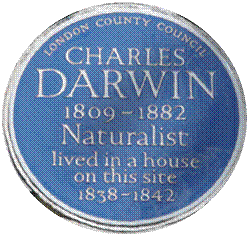 LONDON COUNTY COUNCIL
CHARLES
DARWIN
1809-1882
Naturalist
lived in a house
on this site
1838-1842